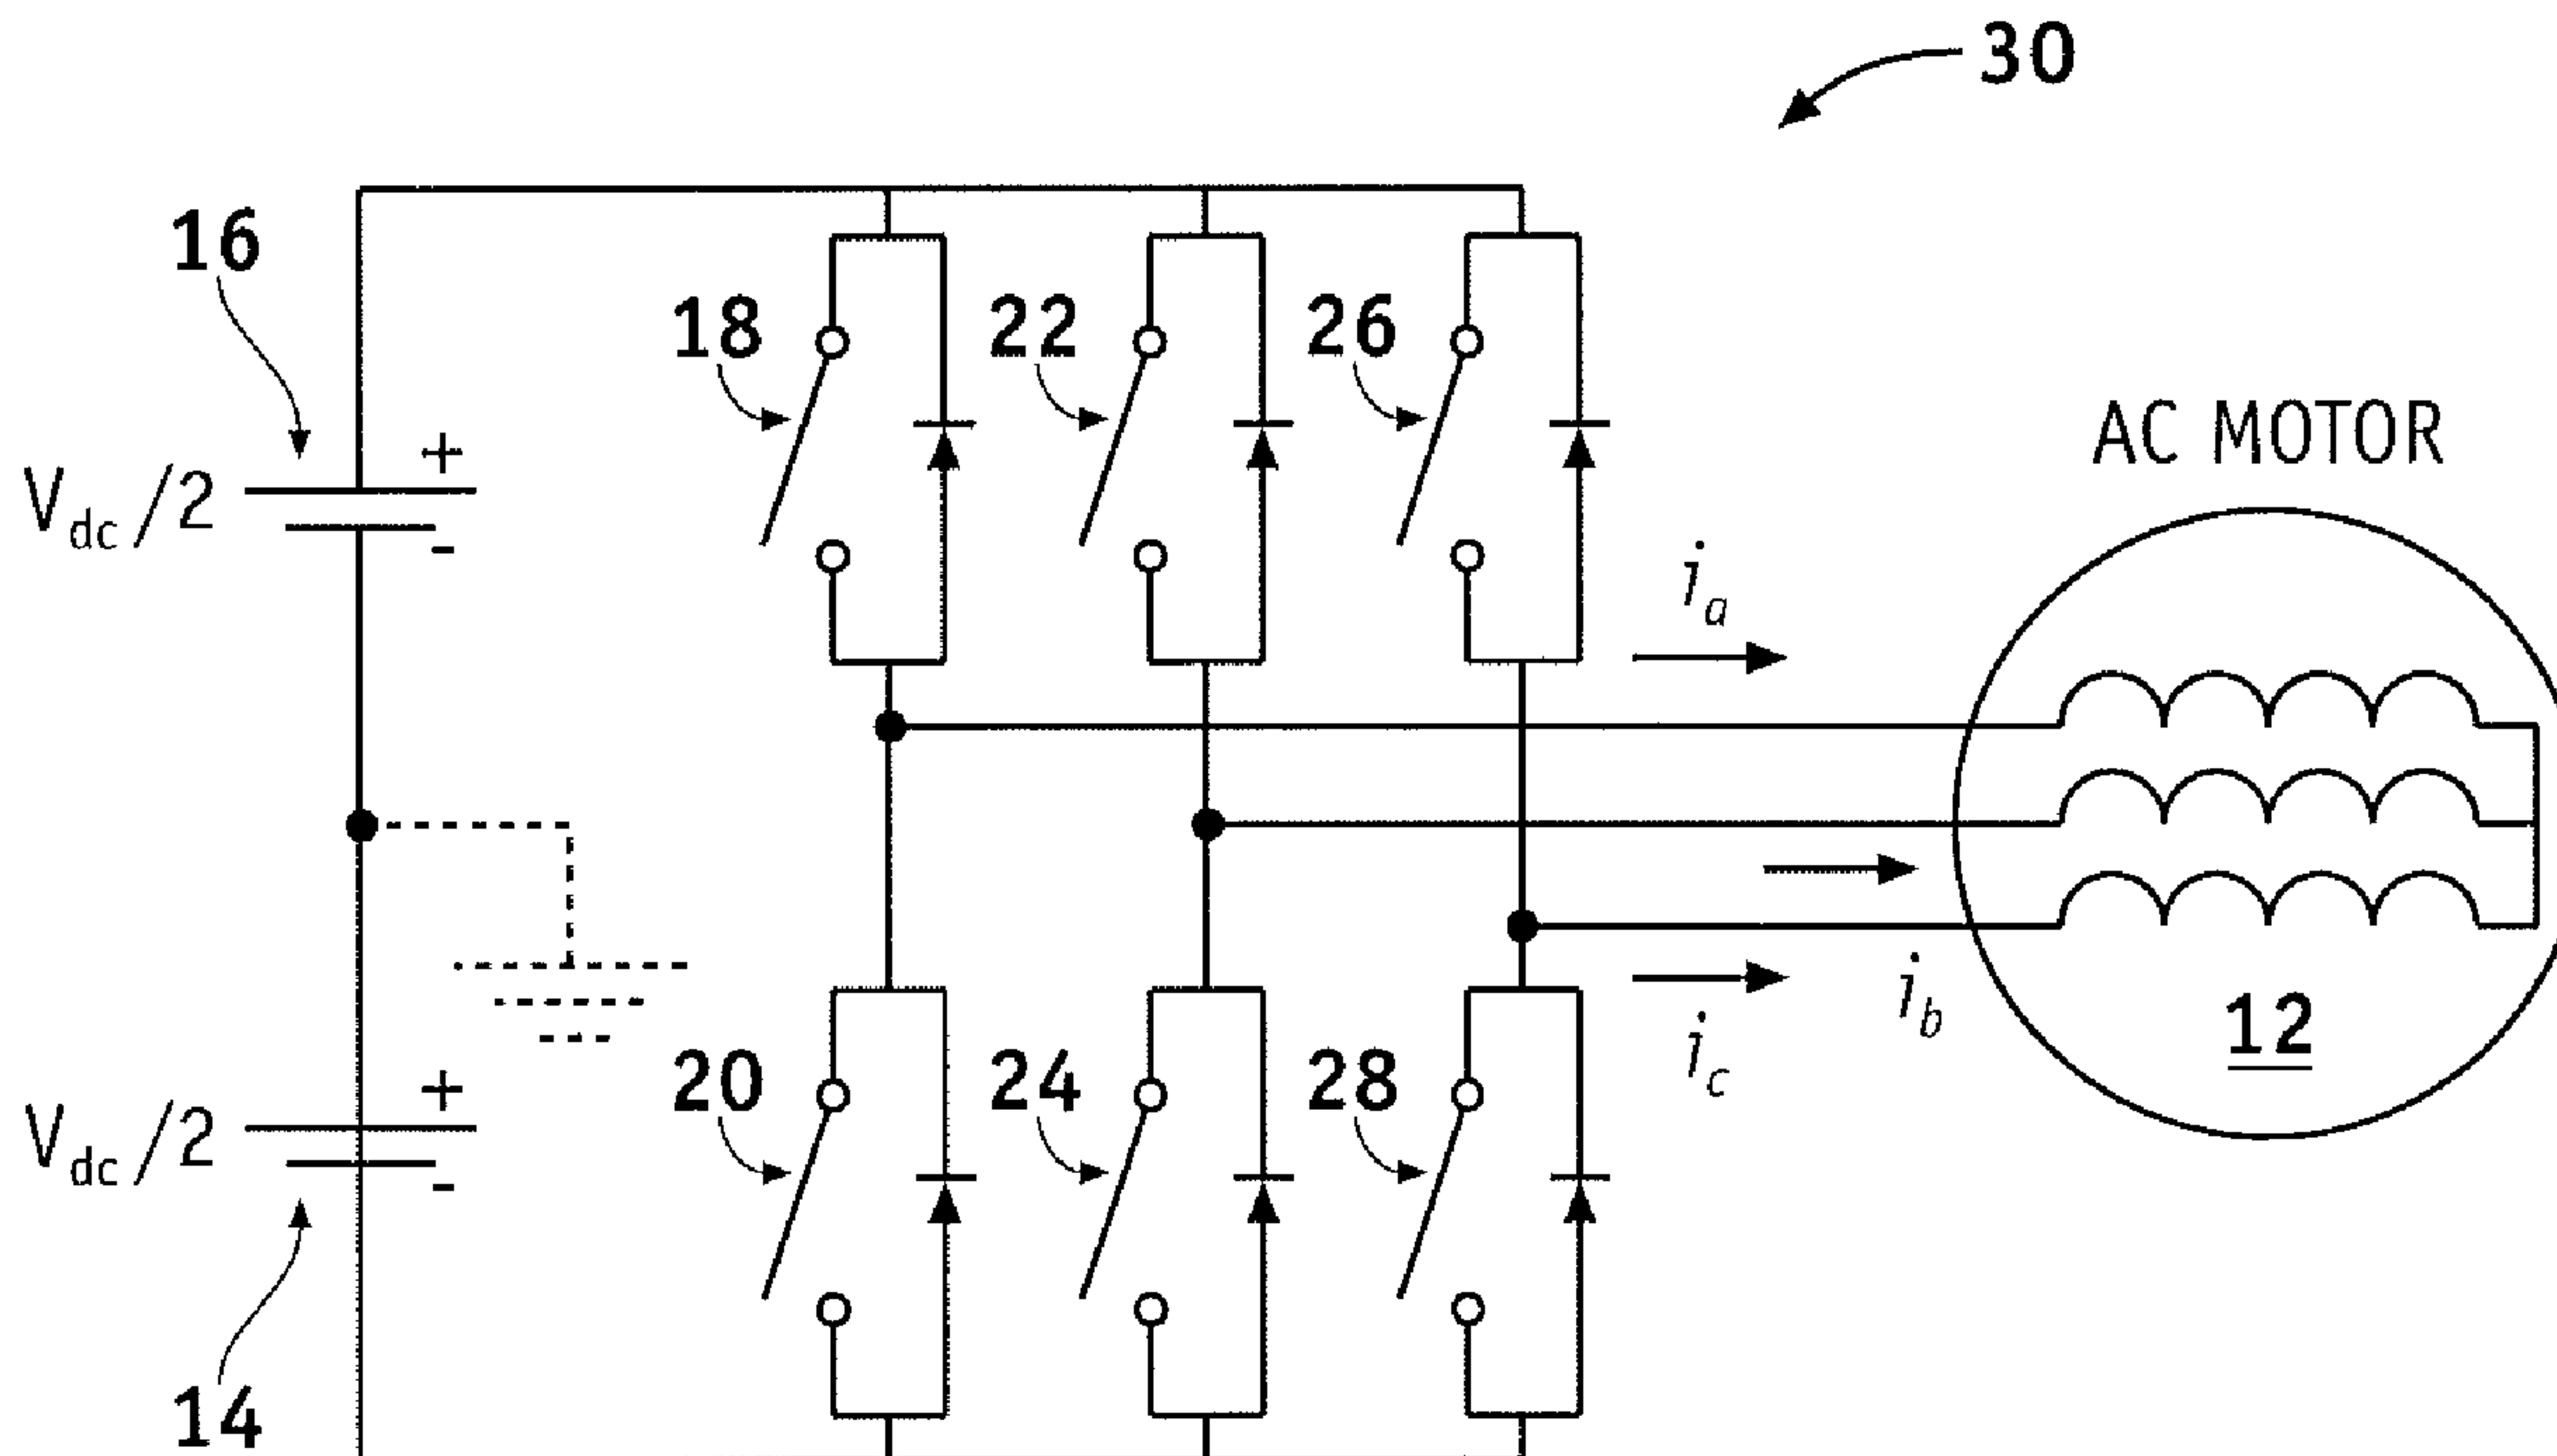 30
16
18
22
26
AC MOTOR
+
V_dc/2
-
i_a
i_b
12
i_c
20
24
28
+
V_dc/2
-
14